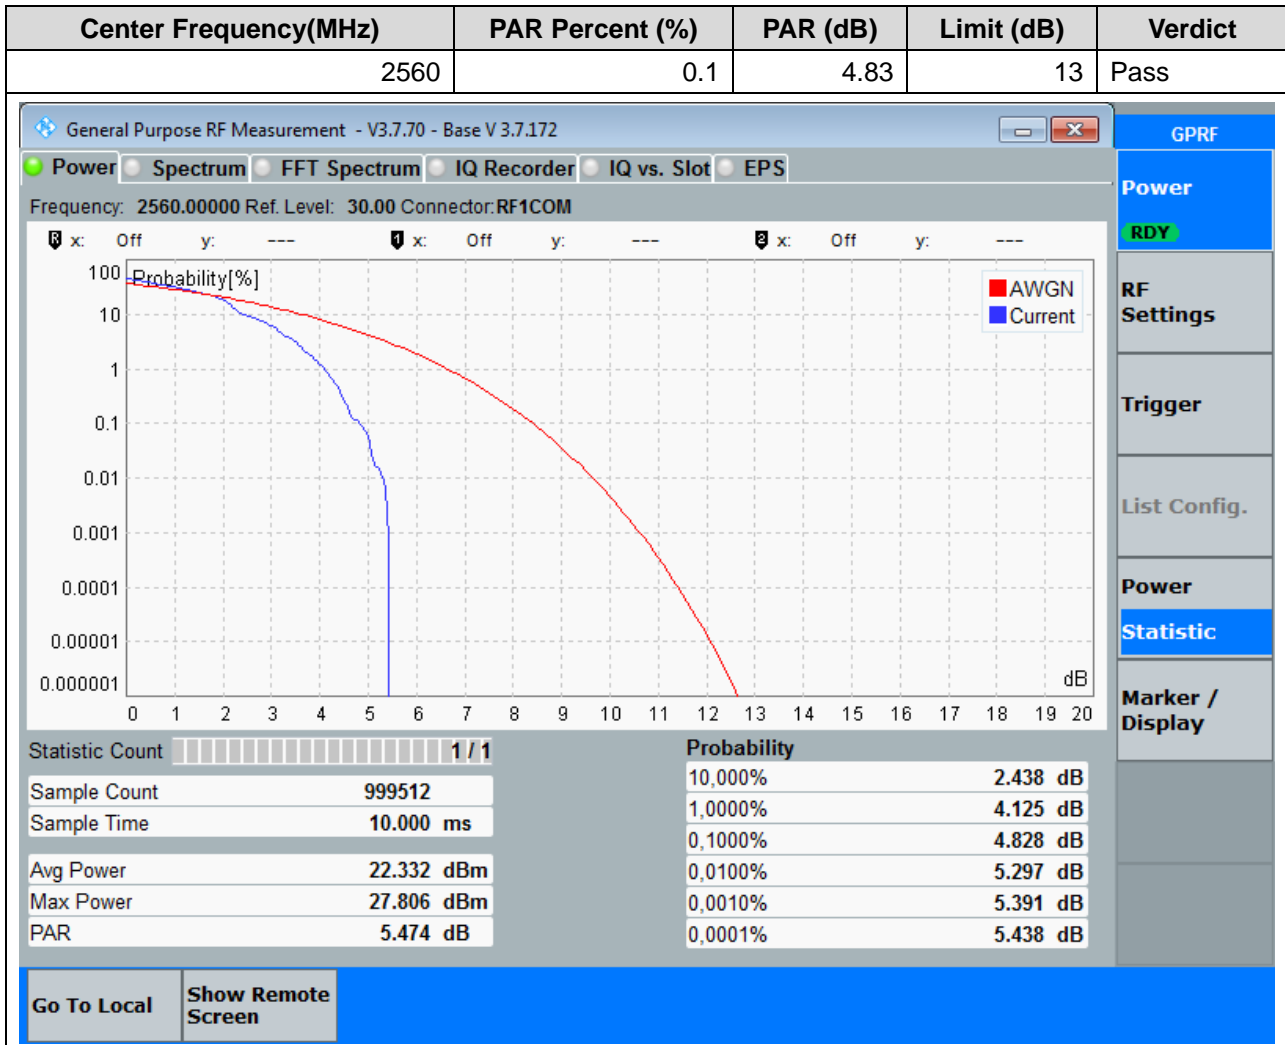 Center Frequency(MHz) PAR Percent (%) PAR (dB) Limit (dB) Verdict
2560 0.1 4.83 13 Pass
General Purpose RF Measurement - V3.7.70 - Base V 3.7.172
Power Spectrum FFT Spectrum IQ Recorder IQ vs. Slot EPS
Frequency: 2560.00000 Ref. Level: 30.00 Connector: RF1COM
R x: Off y: --- 1 x: Off y: --- 2 x: Off y: ---
Probability[%]
100
10
1
0.1
0.01
0.001
0.0001
0.00001
0.000001
AWGN
Current
dB
0 1 2 3 4 5 6 7 8 9 10 11 12 13 14 15 16 17 18 19 20
Statistic Count 1 / 1
Sample Count 999512
Sample Time 10.000 ms
Avg Power 22.332 dBm
Max Power 27.806 dBm
PAR 5.474 dB
Probability
10,000% 2.438 dB
1,0000% 4.125 dB
0,1000% 4.828 dB
0,0100% 5.297 dB
0,0010% 5.391 dB
0,0001% 5.438 dB
GPRF
Power
RDY
RF
Settings
Trigger
List Config.
Power
Statistic
Marker /
Display
Go To Local
Show Remote
Screen